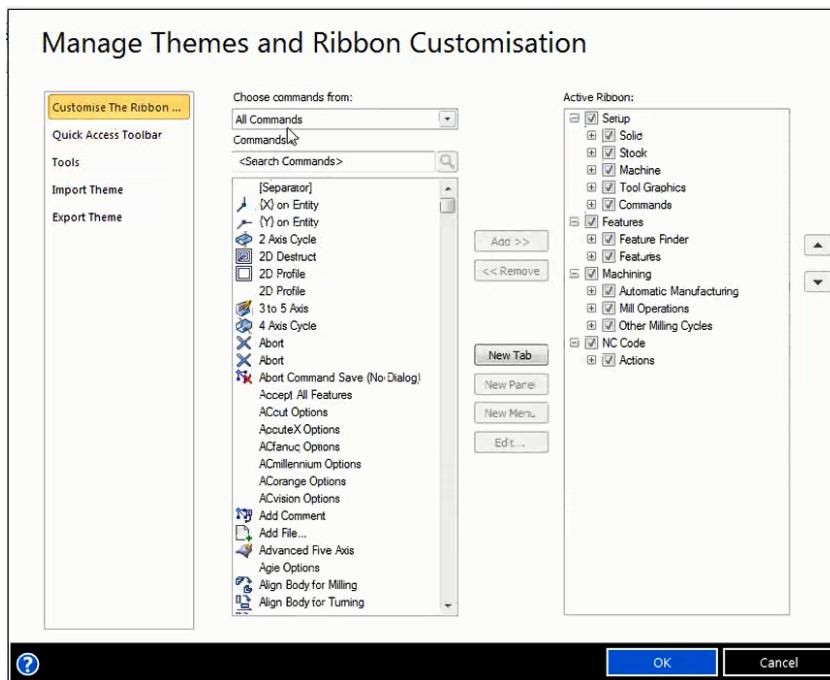 Manage Themes and Ribbon Customisation
Customise The Ribbon ...
Quick Access Toolbar
Tools
Import Theme
Export Theme
Choose commands from:
All Commands
Commands:
<Search Commands>
[Separator]
{X} on Entity
{Y} on Entity
2 Axis Cycle
2D Destruct
2D Profile
2D Profile
3 to 5 Axis
4 Axis Cycle
Abort
Abort
Abort Command Save (No Dialog)
Accept All Features
ACcut Options
ApcuteX Options
ACfanuc Options
ACmillennium Options
ACorange Options
ACvision Options
Add Comment
Add File...
Advanced Five Axis
Agie Options
Align Body for Milling
Align Body for Turning
Add >>
<< Remove
New Tab
New Panel
New Menu
Edit...
Active Ribbon:
Setup
Solid
Stock
Machine
Tool Graphics
Commands
Features
Feature Finder
Features
Machining
Automatic Manufacturing
Mill Operations
Other Milling Cycles
NC Code
Actions
OK
Cancel